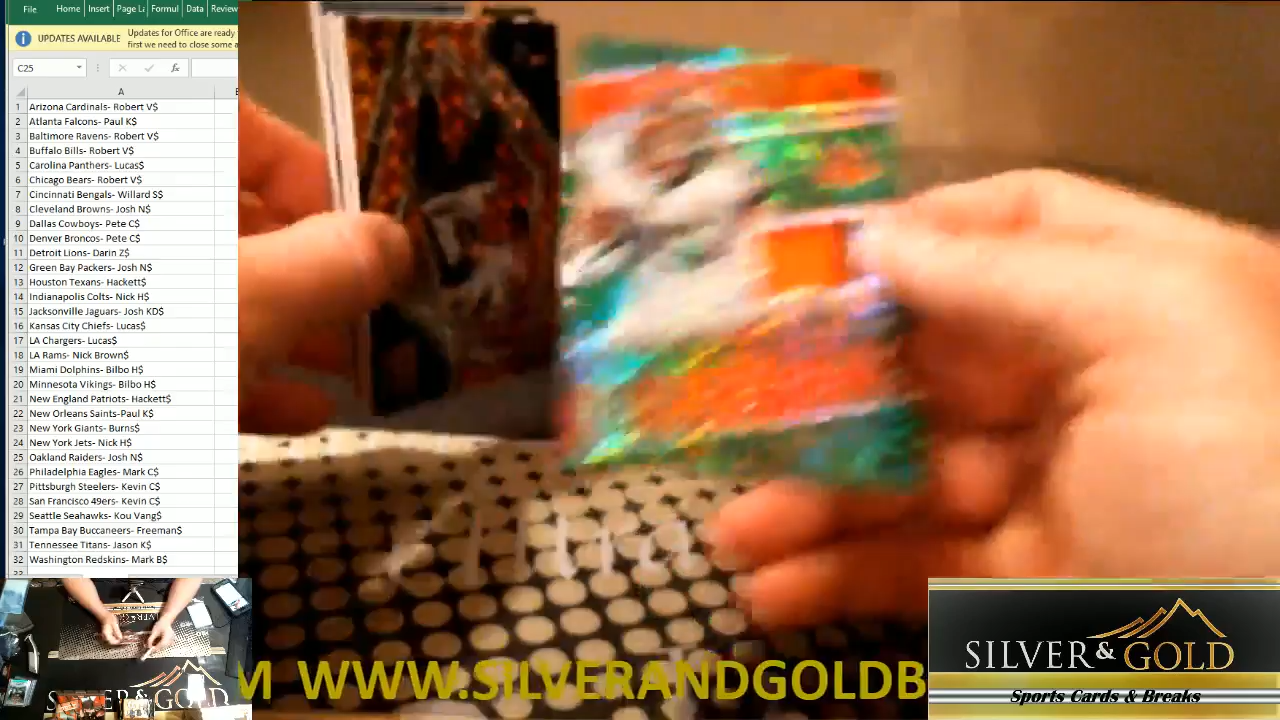 File Home Insert Page La Formul Data Review
UPDATES AVAILABLE Updates for Office are ready
first we need to close some a
C25
fx
A
1 Arizona Cardinals- Robert V$
2 Atlanta Falcons- Paul K$
3 Baltimore Ravens- Robert V$
4 Buffalo Bills- Robert V$
5 Carolina Panthers- Lucas$
6 Chicago Bears- Robert V$
7 Cincinnati Bengals- Willard S$
8 Cleveland Browns- Josh N$
9 Dallas Cowboys- Pete C$
10 Denver Broncos- Pete C$
11 Detroit Lions- Darin Z$
12 Green Bay Packers- Josh N$
13 Houston Texans- Hackett$
14 Indianapolis Colts- Nick H$
15 Jacksonville Jaguars- Josh KD$
16 Kansas City Chiefs- Lucas$
17 LA Chargers- Lucas$
18 LA Rams- Nick Brown$
19 Miami Dolphins- Bilbo H$
20 Minnesota Vikings- Bilbo H$
21 New England Patriots- Hackett$
22 New Orleans Saints-Paul K$
23 New York Giants- Burns$
24 New York Jets- Nick H$
25 Oakland Raiders- Josh N$
26 Philadelphia Eagles- Mark C$
27 Pittsburgh Steelers- Kevin C$
28 San Francisco 49ers- Kevin C$
29 Seattle Seahawks- Kou Vang$
30 Tampa Bay Buccaneers- Freeman$
31 Tennessee Titans- Jason K$
32 Washington Redskins- Mark B$
SILVER & GOLD
M WWW.SILVERANDGOLDB
SILVER & GOLD
Sports Cards & Breaks